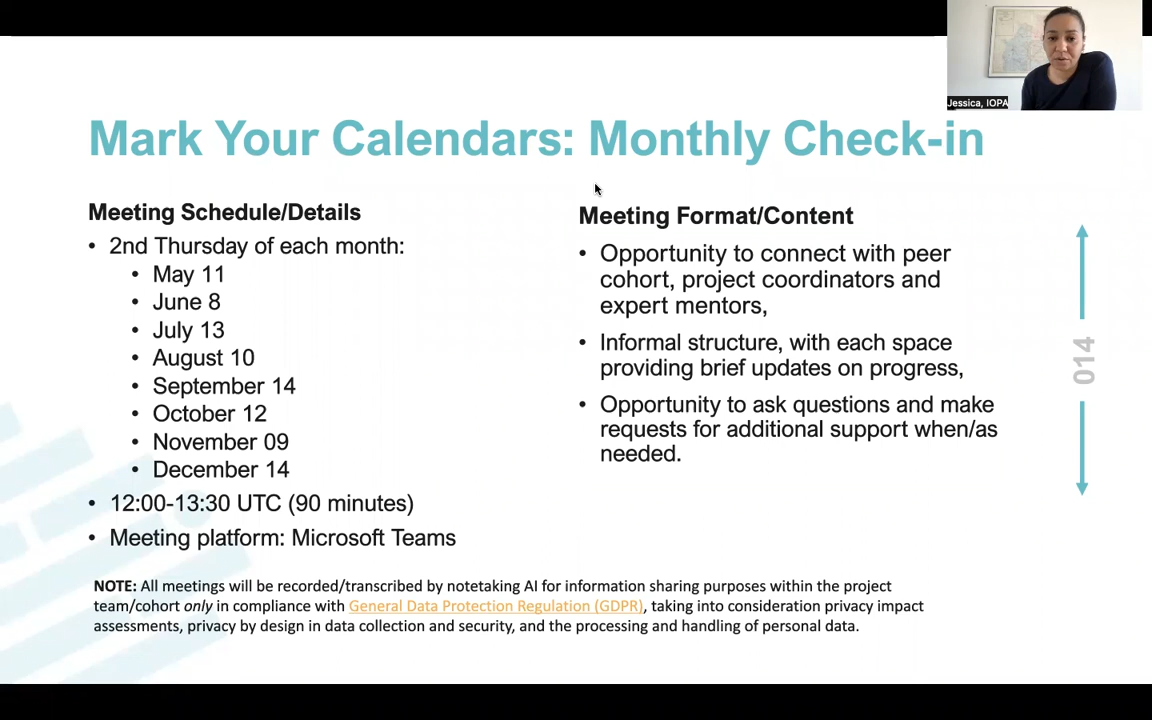 Jessica, IOPA
Mark Your Calendars: Monthly Check-in
Meeting Schedule/Details
• 2nd Thursday of each month:
• May 11
• June 8
• July 13
• August 10
• September 14
• October 12
• November 09
• December 14
• 12:00-13:30 UTC (90 minutes)
• Meeting platform: Microsoft Teams
Meeting Format/Content
• Opportunity to connect with peer
cohort, project coordinators and
expert mentors,
• Informal structure, with each space
providing brief updates on progress,
• Opportunity to ask questions and make
requests for additional support when/as
needed.
014
NOTE: All meetings will be recorded/transcribed by notetaking AI for information sharing purposes within the project
team/cohort only in compliance with General Data Protection Regulation (GDPR), taking into consideration privacy impact
assessments, privacy by design in data collection and security, and the processing and handling of personal data.